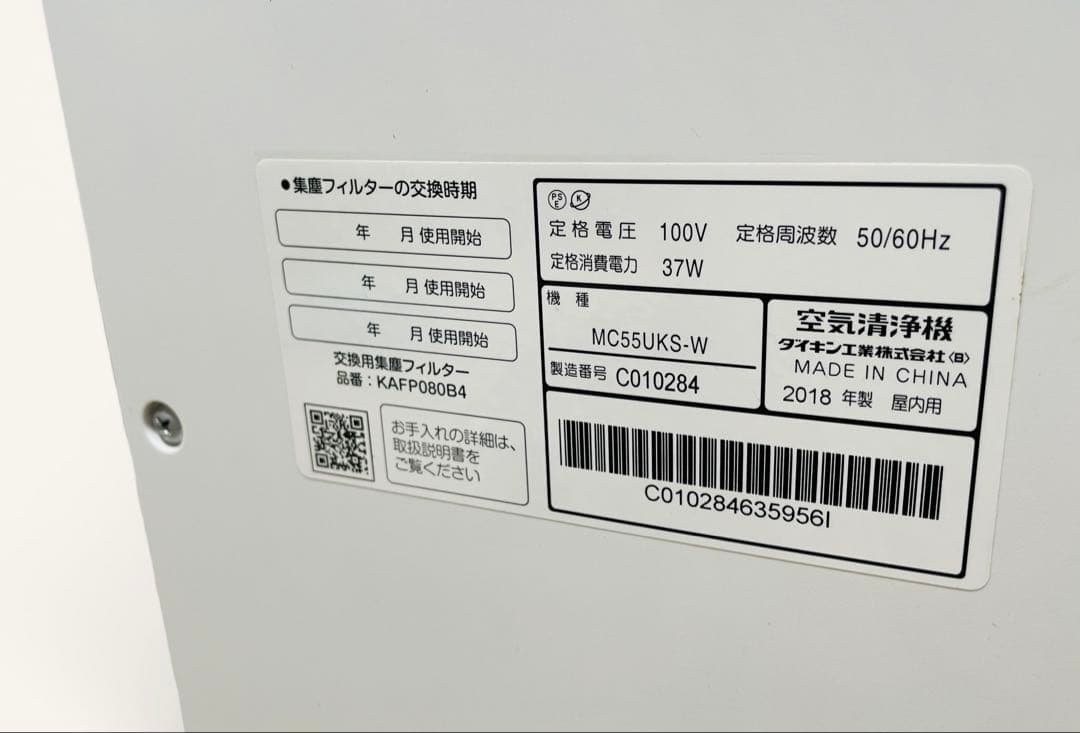 ●集塵フィルターの交換時期
年 月 使用開始
年 月 使用開始
年 月 使用開始
交換用集塵フィルター
品番：KAFP080B4
お手入れの詳細は、
取扱説明書を
ご覧ください
PS
E
K
定格電圧 100V 定格周波数 50/60Hz
定格消費電力 37W
機種
MC55UKS-W
製造番号 C010284
空気清浄機
ダイキン工業株式会社〈B〉
MADE IN CHINA
2018 年製 屋内用
C010284635956I